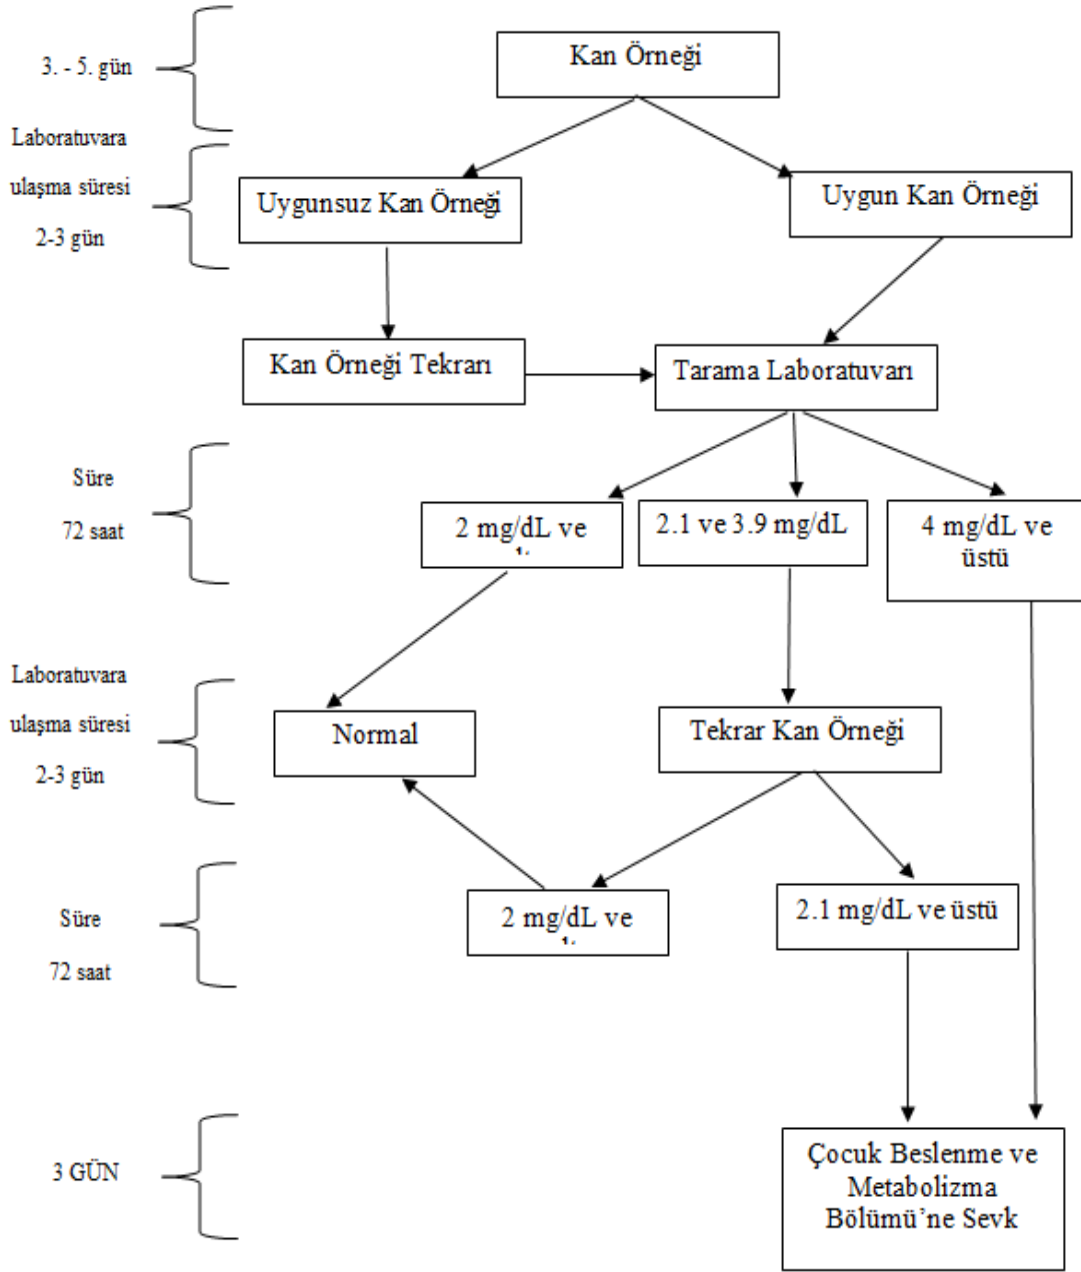 3. - 5. gün
Kan Örneği
Laboratuvara
ulaşma süresi
2-3 gün
Uygunsuz Kan Örneği
Uygun Kan Örneği
Kan Örneği Tekrarı
Tarama Laboratuvarı
Süre
72 saat
2 mg/dL ve
2.1 ve 3.9 mg/dL
4 mg/dL ve
üstü
Laboratuvara
ulaşma süresi
2-3 gün
Normal
Tekrar Kan Örneği
Süre
72 saat
2 mg/dL ve
2.1 mg/dL ve üstü
3 GÜN
Çocuk Beslenme ve
Metabolizma
Bölümü’ne Sevk